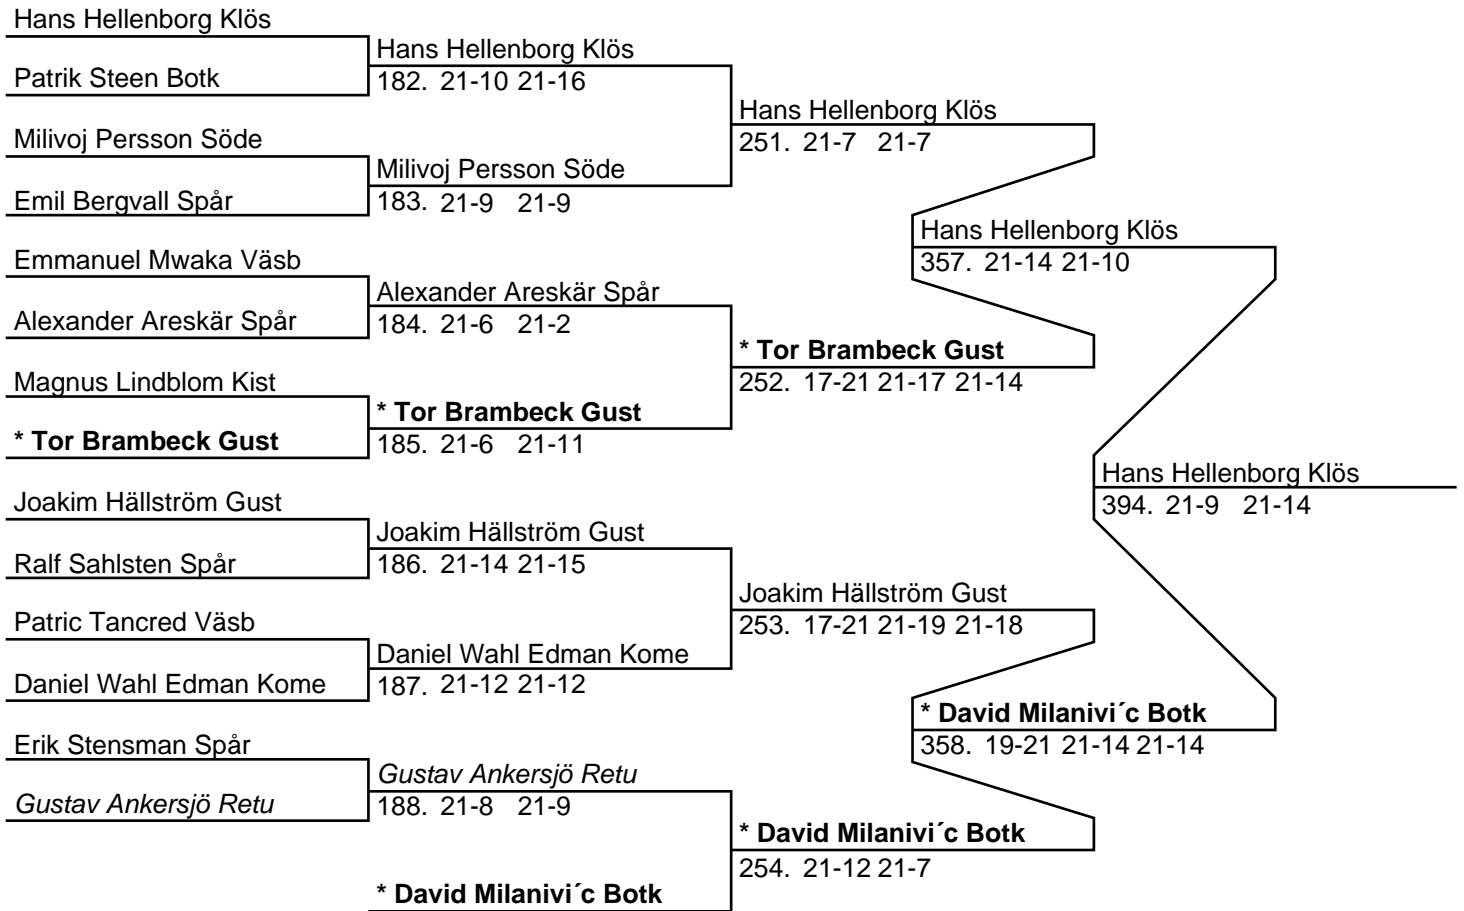 Hans Hellenborg Klös
Patrik Steen Botk
Milivoj Persson Söde
Emil Bergvall Spår
Emmanuel Mwaka Väsb
Alexander Areskär Spår
Magnus Lindblom Kist
* Tor Brambeck Gust
Joakim Hällström Gust
Ralf Sahlsten Spår
Patric Tancred Väsb
Daniel Wahl Edman Kome
Erik Stensman Spår
Gustav Ankersjö Retu
Hans Hellenborg Klös
182. 21-10 21-16
Milivoj Persson Söde
183. 21-9 21-9
Alexander Areskär Spår
184. 21-6 21-2
* Tor Brambeck Gust
185. 21-6 21-11
Joakim Hällström Gust
186. 21-14 21-15
Daniel Wahl Edman Kome
187. 21-12 21-12
Gustav Ankersjö Retu
188. 21-8 21-9
* David Milanivi´c Botk
Hans Hellenborg Klös
251. 21-7 21-7
* Tor Brambeck Gust
252. 17-21 21-17 21-14
Joakim Hällström Gust
253. 17-21 21-19 21-18
* David Milanivi´c Botk
254. 21-12 21-7
Hans Hellenborg Klös
357. 21-14 21-10
* David Milanivi´c Botk
358. 19-21 21-14 21-14
Hans Hellenborg Klös
394. 21-9 21-14